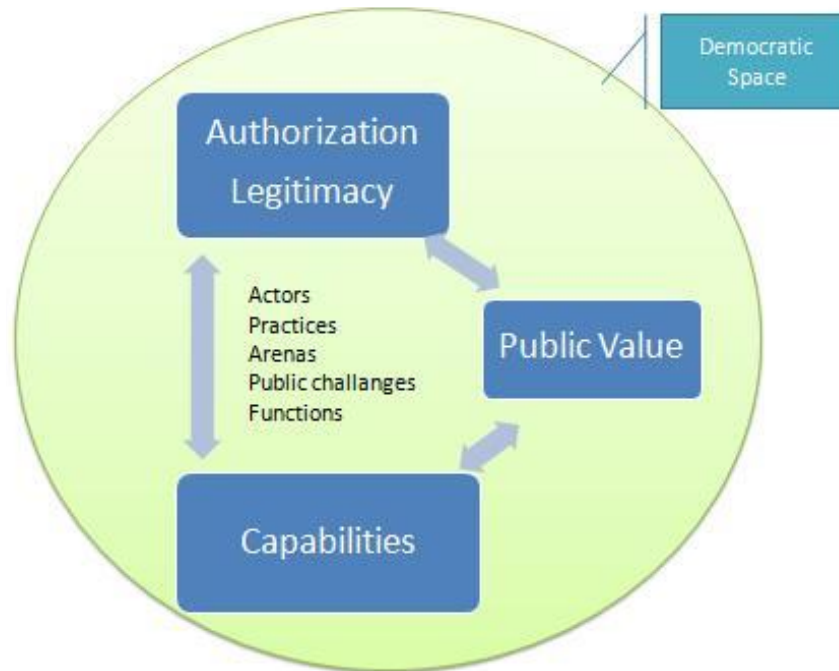 Democratic
Space
Authorization
Legitimacy
Actors
Practices
Arenas
Public challanges
Functions
Public Value
Capabilities